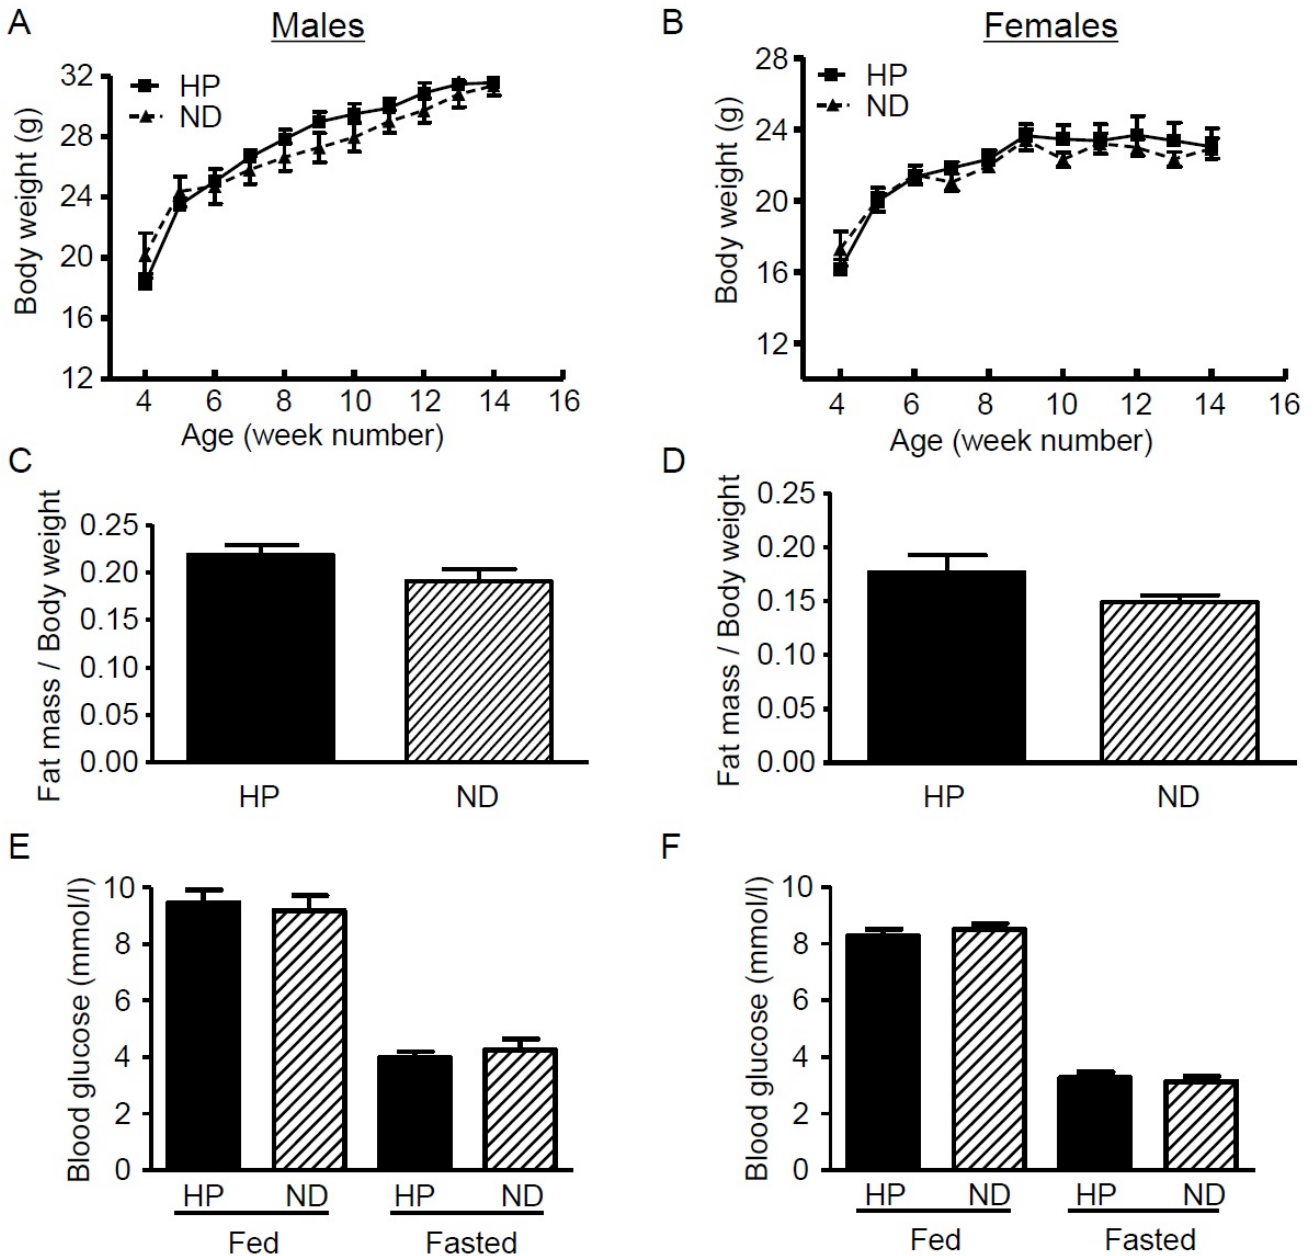 A
Males
Body weight (g)
32
28
24
20
16
12
HP
ND
4 6 8 10 12 14 16
Age (week number)
B
Females
Body weight (g)
28
24
20
16
12
HP
ND
4 6 8 10 12 14 16
Age (week number)
C
Fat mass / Body weight
0.25
0.20
0.15
0.10
0.05
0.00
HP ND
D
Fat mass / Body weight
0.25
0.20
0.15
0.10
0.05
0.00
HP ND
E
Blood glucose (mmol/l)
10
8
6
4
2
0
HP ND HP ND
Fed Fasted
F
Blood glucose (mmol/l)
10
8
6
4
2
0
HP ND HP ND
Fed Fasted